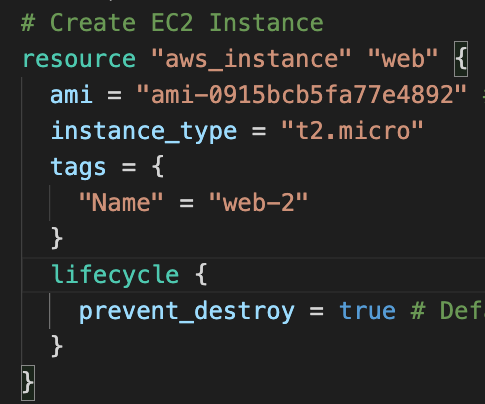 # Create EC2 Instance
resource "aws_instance" "web" {
ami = "ami-0915bcb5fa77e4892"
instance_type = "t2.micro"
tags = {
"Name" = "web-2"
}
lifecycle {
prevent_destroy = true #
}
}